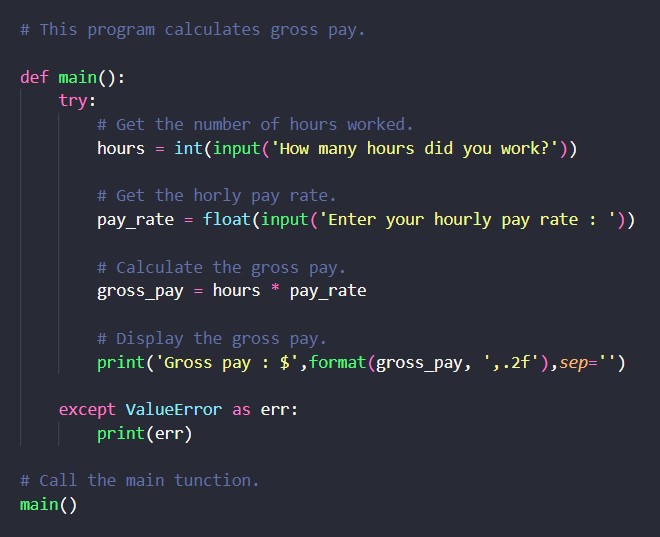 # This program calculates gross pay.
def main():
try:
# Get the number of hours worked.
hours = int(input('How many hours did you work?'))
# Get the horly pay rate.
pay_rate = float(input('Enter your hourly pay rate : '))
# Calculate the gross pay.
gross_pay = hours * pay_rate
# Display the gross pay.
print('Gross pay : $',format(gross_pay, ',.2f'),sep='')
except ValueError as err:
print(err)
# Call the main tunction.
main()